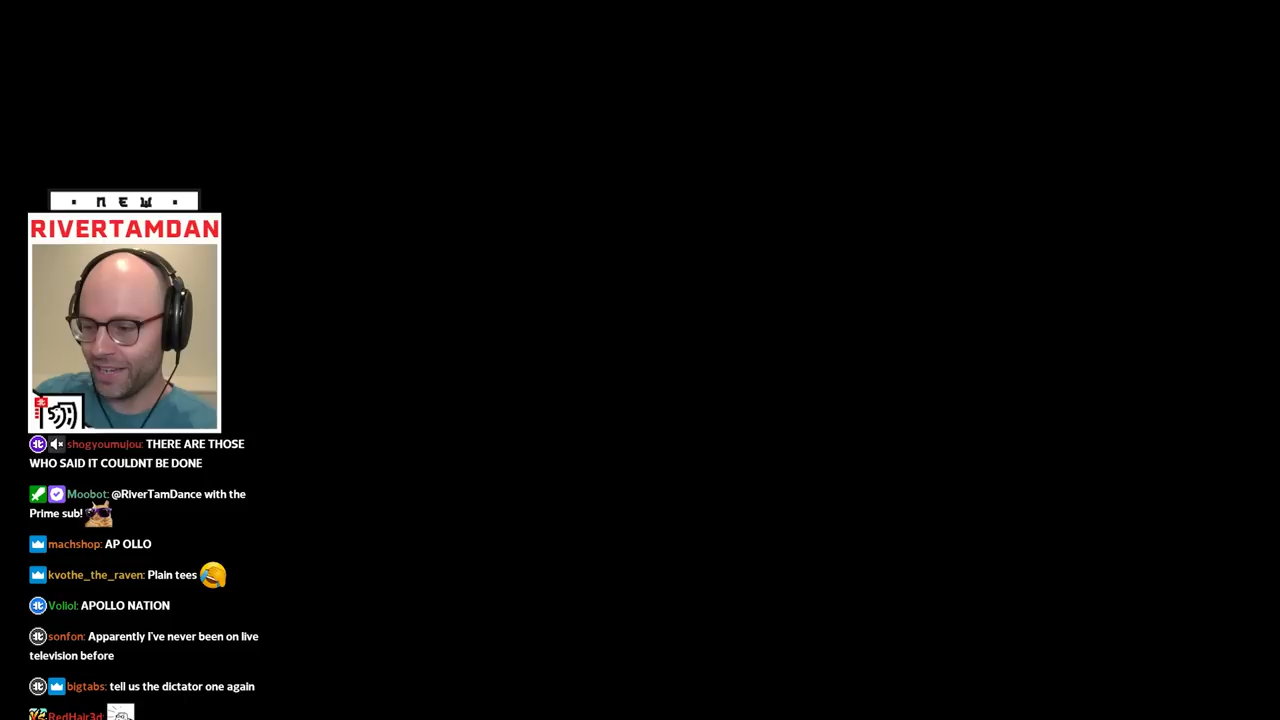 · NEW ·
RIVERTAMDAN
shogyoumujou: THERE ARE THOSE
WHO SAID IT COULDNT BE DONE
Moobot: @RiverTamDance with the
Prime sub!
machshop: AP OLLO
kvothe_the_raven: Plain tees
Voliol: APOLLO NATION
sonfon: Apparently I've never been on live
television before
bigtabs: tell us the dictator one again
RedHair3d: